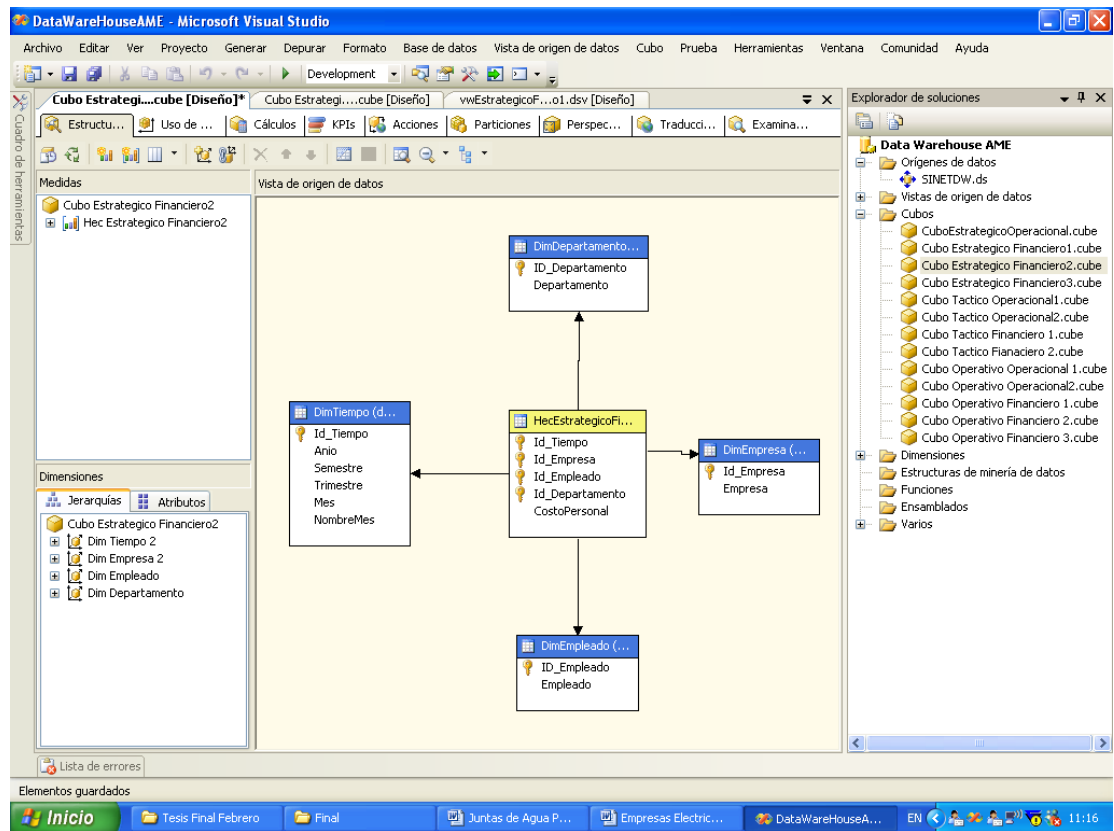 DataWareHouseAME - Microsoft Visual Studio
Archivo Editar Ver Proyecto Generar Depurar Formato Base de datos Vista de origen de datos Cubo Prueba Herramientas Ventana Comunidad Ayuda
Development
Cuadro de herramientas
Cubo Estrategi....cube [Diseño]* Cubo Estrategi....cube [Diseño] vwEstrategicoF...o1.dsv [Diseño]
Estructu... Uso de ... Cálculos KPIs Acciones Particiones Perspec... Traducci... Examina...
Medidas
Cubo Estrategico Financiero2
Hec Estrategico Financiero2
Dimensiones
Jerarquías Atributos
Cubo Estrategico Financiero2
Dim Tiempo 2
Dim Empresa 2
Dim Empleado
Dim Departamento
Vista de origen de datos
DimDepartamento...
ID_Departamento
Departamento
DimTiempo (d...
Id_Tiempo
Anio
Semestre
Trimestre
Mes
NombreMes
HecEstrategicoFi...
Id_Tiempo
Id_Empresa
Id_Empleado
Id_Departamento
CostoPersonal
DimEmpresa (...
Id_Empresa
Empresa
DimEmpleado (...
ID_Empleado
Empleado
Explorador de soluciones
Data Warehouse AME
Orígenes de datos
SINETDW.ds
Vistas de origen de datos
Cubos
CuboEstrategicoOperacional.cube
Cubo Estrategico Financiero1.cube
Cubo Estrategico Financiero2.cube
Cubo Estrategico Financiero3.cube
Cubo Tactico Operacional1.cube
Cubo Tactico Operacional2.cube
Cubo Tactico Financiero 1.cube
Cubo Tactico Fianaciero 2.cube
Cubo Operativo Operacional 1.cube
Cubo Operativo Operacional2.cube
Cubo Operativo Financiero 1.cube
Cubo Operativo Financiero 2.cube
Cubo Operativo Financiero 3.cube
Dimensiones
Estructuras de minería de datos
Funciones
Ensamblados
Varios
Lista de errores
Elementos guardados
Inicio Tesis Final Febrero Final Juntas de Agua P... Empresas Electric... DataWareHouseA... EN 11:16